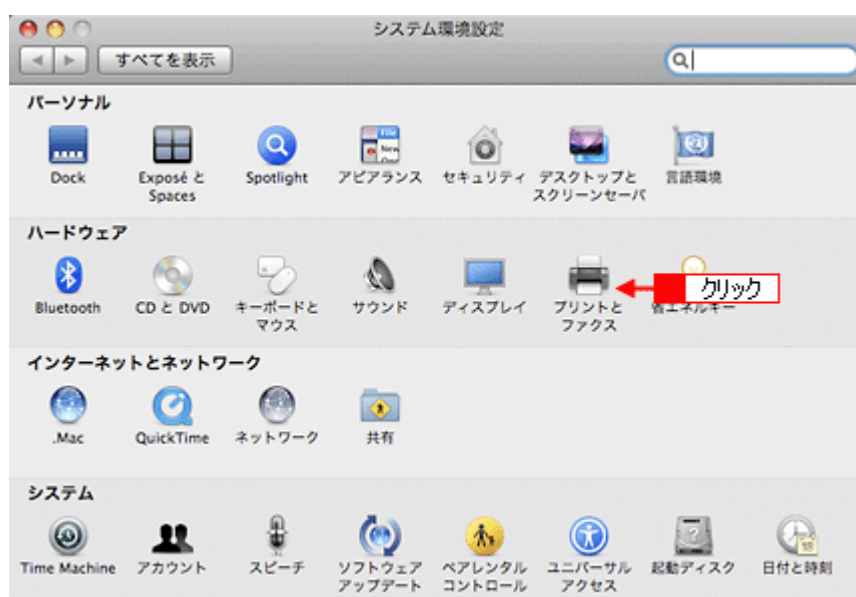 システム環境設定
すべてを表示
パーソナル
Dock
Exposé と
Spaces
Spotlight
アピアランス
セキュリティ
デスクトップと
スクリーンセーバ
言語環境
ハードウェア
Bluetooth
CD と DVD
キーボードと
マウス
サウンド
ディスプレイ
プリントと
ファクス
クリック
省エネルギー
インターネットとネットワーク
.Mac
QuickTime
ネットワーク
共有
システム
Time Machine
アカウント
スピーチ
ソフトウェア
アップデート
ペアレンタル
コントロール
ユニバーサル
アクセス
起動ディスク
日付と時刻